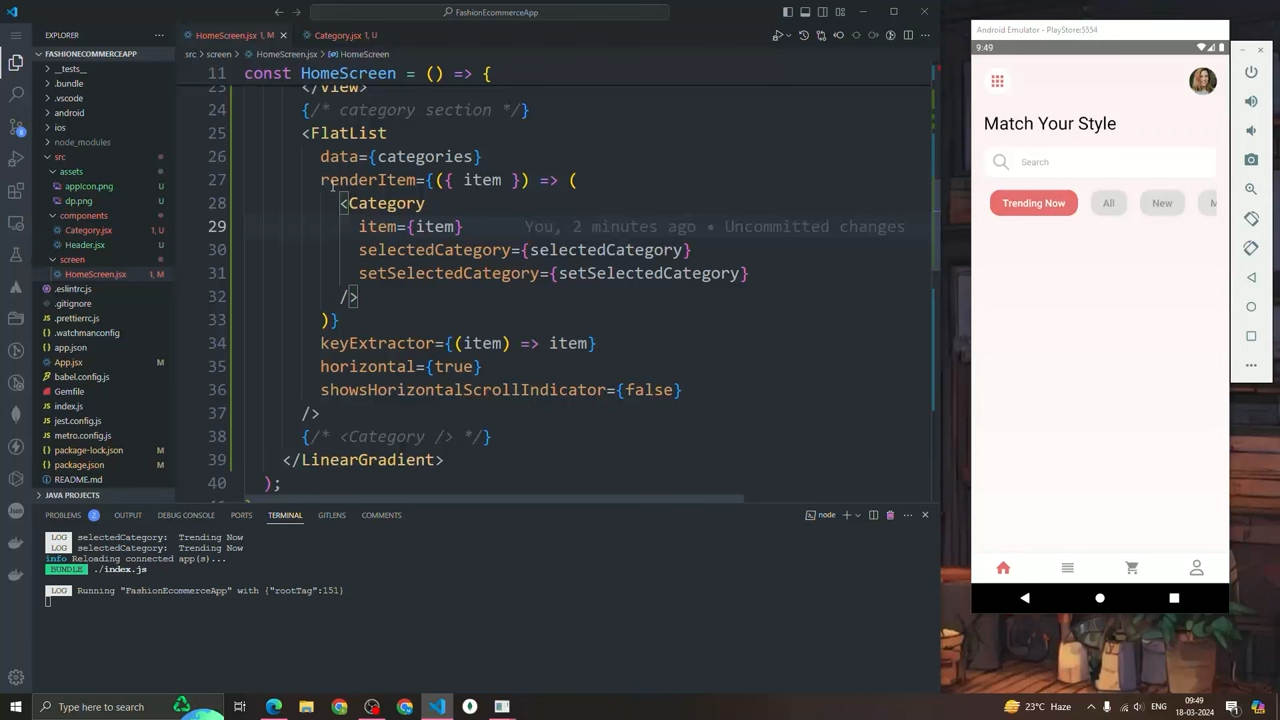 FashionEcommerceApp
EXPLORER
HomeScreen.jsx 1, M
Category.jsx 1, U
src > screen > HomeScreen.jsx > HomeScreen
FASHIONECOMMERCEAPP
__tests__
.bundle
.vscode
android
ios
node_modules
src
assets
appIcon.png
dp.png
components
Category.jsx 1, U
Header.jsx
screen
HomeScreen.jsx 1, M
.eslintrc.js
.gitignore
.prettierrc.js
.watchmanconfig
app.json
App.jsx M
babel.config.js
Gemfile
index.js
jest.config.js
metro.config.js
package-lock.json M
package.json M
README.md
JAVA PROJECTS
11 const HomeScreen = () => {
23 </View>
24 {/* category section */}
25 <FlatList
26 data={categories}
27 renderItem={({ item }) => (
28 <Category
29 item={item} You, 2 minutes ago • Uncommitted changes
30 selectedCategory={selectedCategory}
31 setSelectedCategory={setSelectedCategory}
32 />
33 )}
34 keyExtractor={(item) => item}
35 horizontal={true}
36 showsHorizontalScrollIndicator={false}
37 />
38 {/* <Category /> */}
39 </LinearGradient>
40 );
PROBLEMS 2 OUTPUT DEBUG CONSOLE PORTS TERMINAL GITLENS COMMENTS
node
LOG selectedCategory: Trending Now
LOG selectedCategory: Trending Now
info Reloading connected app(s)...
BUNDLE ./index.js
LOG Running "FashionEcommerceApp" with {"rootTag":151}
Android Emulator - PlayStore:5554
9:49
Match Your Style
Search
Trending Now All New M
Type here to search
23°C Haze
09:49
18-03-2024